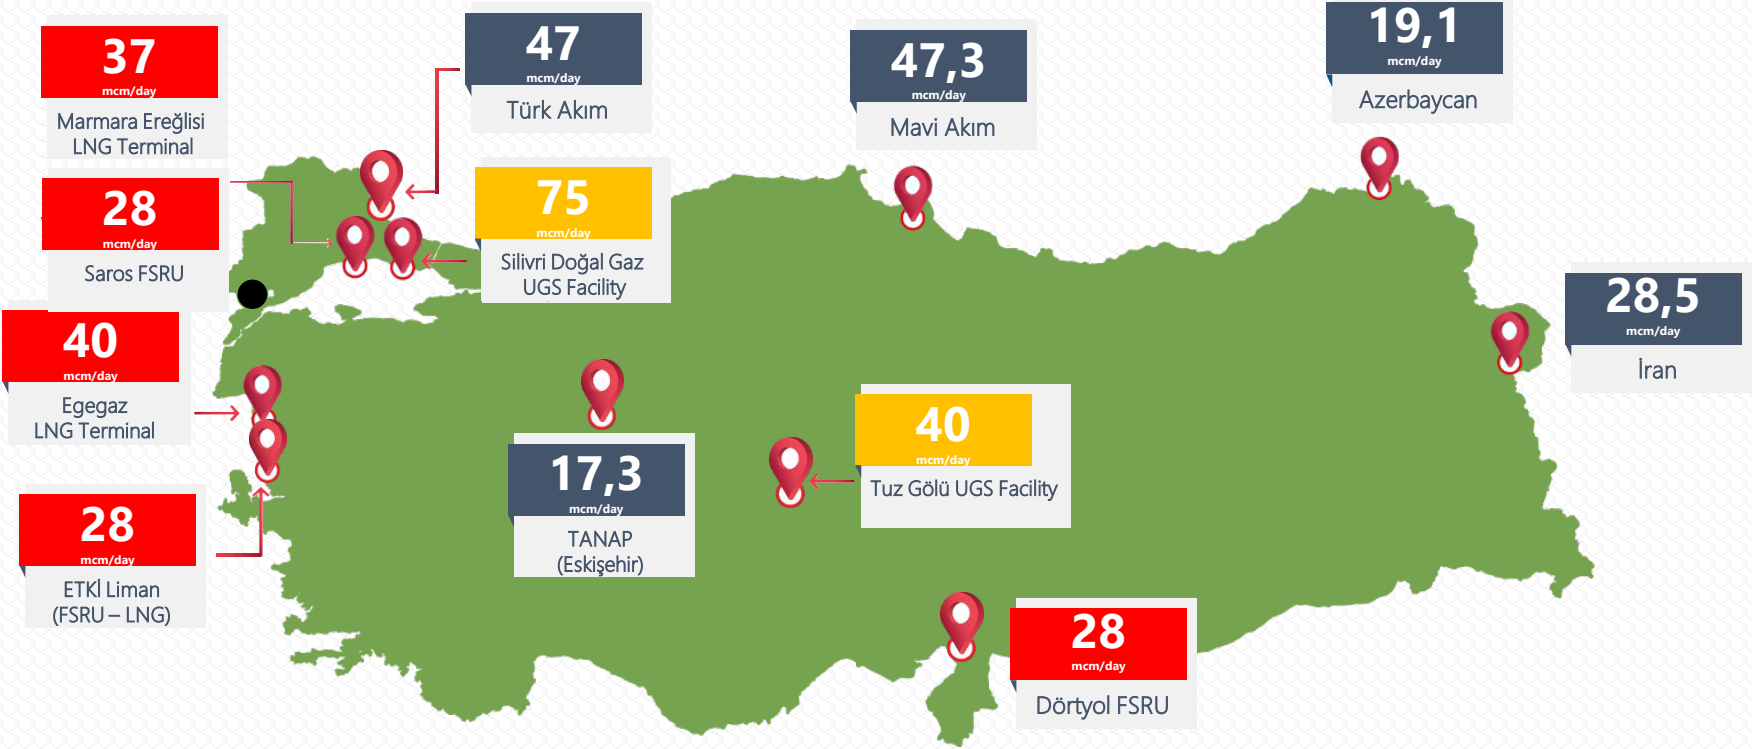 37
mcm/day
Marmara Ereğlisi
LNG Terminal
47
mcm/day
Türk Akım
47,3
mcm/day
Mavi Akım
19,1
mcm/day
Azerbaycan
28
mcm/day
Saros FSRU
75
mcm/day
Silivri Doğal Gaz
UGS Facility
28,5
mcm/day
İran
40
mcm/day
Egegaz
LNG Terminal
17,3
mcm/day
TANAP
(Eskişehir)
40
mcm/day
Tuz Gölü UGS Facility
28
mcm/day
ETKİ Liman
(FSRU – LNG)
28
mcm/day
Dörtyol FSRU